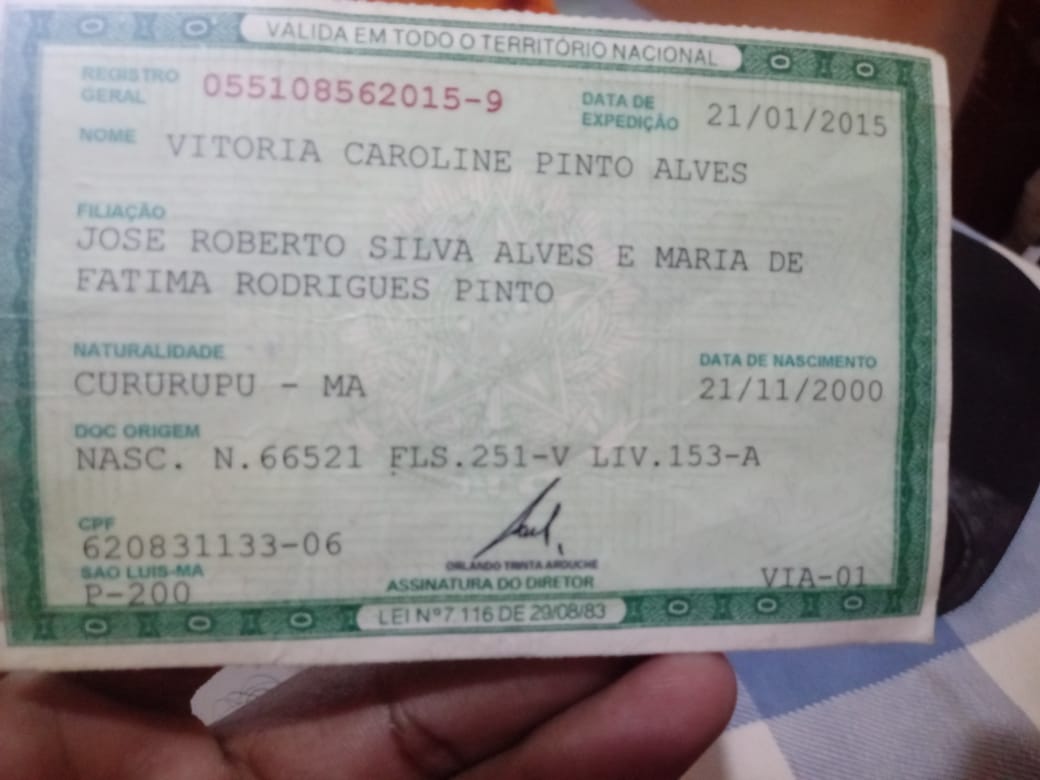 VALIDA EM TODO O TERRITÓRIO NACIONAL
REGISTRO GERAL 055108562015-9 DATA DE EXPEDIÇÃO 21/01/2015
NOME VITORIA CAROLINE PINTO ALVES
FILIAÇÃO
JOSE ROBERTO SILVA ALVES E MARIA DE
FATIMA RODRIGUES PINTO
NATURALIDADE DATA DE NASCIMENTO
CURURUPU - MA 21/11/2000
DOC ORIGEM
NASC. N.66521 FLS.251-V LIV.153-A
CPF
620831133-06
ORLANDO TRINTA AROUCHE
SAO LUIS-MA ASSINATURA DO DIRETOR
P-200 VIA-01
LEI Nº 7.116 DE 29/08/83